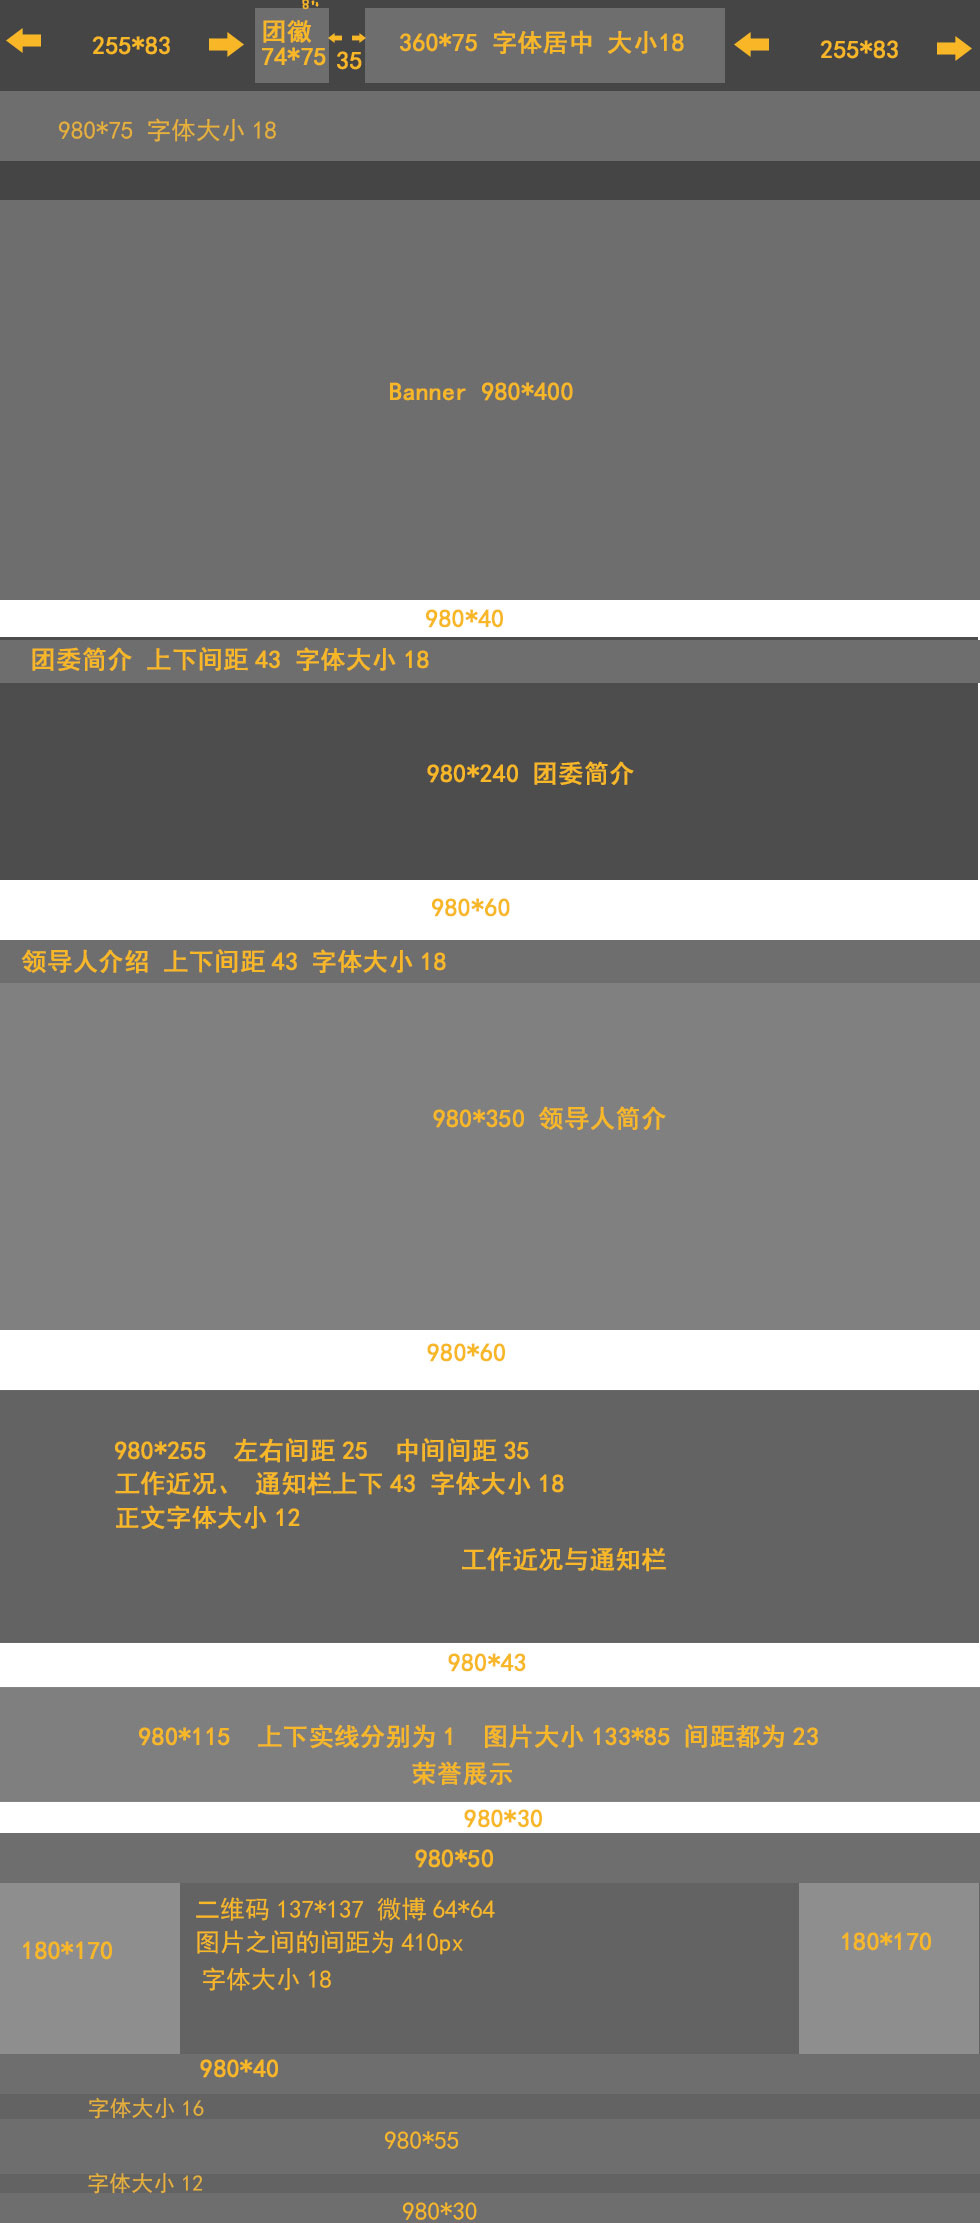 8
255*83
团徽
74*75
35
360*75 字体居中 大小18
255*83
980*75 字体大小 18
Banner 980*400
980*40
团委简介 上下间距 43 字体大小 18
980*240 团委简介
980*60
领导人介绍 上下间距 43 字体大小 18
980*350 领导人简介
980*60
980*255 左右间距 25 中间间距 35
工作近况、 通知栏上下 43 字体大小 18
正文字体大小 12
工作近况与通知栏
980*43
980*115 上下实线分别为 1 图片大小 133*85 间距都为 23
荣誉展示
980*30
980*50
180*170
二维码 137*137 微博 64*64
图片之间的间距为 410px
字体大小 18
180*170
980*40
字体大小 16
980*55
字体大小 12
980*30